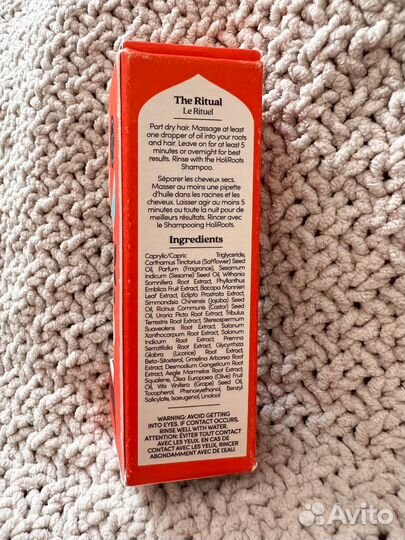 The Ritual
Le Rituel
Part dry hair. Massage at least
one dropper of oil into your roots
and hair. Leave on for at least 5
minutes or overnight for best
results. Rinse with the HoliRoots
Shampoo.
Séparer les cheveux secs.
Masser au moins une pipette
d'huile dans les racines et les
cheveux. Laisser agir au moins 5
minutes ou toute la nuit pour de
meilleurs résultats. Rincer avec
le Shampooing HoliRoots.
Ingredients
Caprylic/Capric Triglyceride,
Carthamus Tinctorius (Safflower) Seed
Oil, Parfum (Fragrance), Sesamum
Indicum (Sesame) Seed Oil, Withania
Somnifera Root Extract, Phyllanthus
Emblica Fruit Extract, Bacopa Monnieri
Leaf Extract, Eclipta Prostrata Extract,
Simmondsia Chinensis (Jojoba) Seed
Oil, Ricinus Communis (Castor) Seed
Oil, Uraria Picta Root Extract, Tribulus
Terrestris Root Extract, Stereospermum
Suaveolens Root Extract, Solanum
Xanthocarpum Root Extract, Solanum
Indicum Root Extract, Premna
Serratifolia Root Extract, Glycyrrhiza
Glabra (Licorice) Root Extract,
Beta-Sitosterol, Gmelina Arborea Root
Extract, Desmodium Gangeticum Root
Extract, Aegle Marmelos Root Extract,
Squalene, Olea Europaea (Olive) Fruit
Oil, Vitis Vinifera (Grape) Seed Oil,
Tocopherol, Phenoxyethanol, Benzyl
Salicylate, Isoeugenol, Linalool
WARNING: AVOID GETTING
INTO EYES. IF CONTACT OCCURS,
RINSE WELL WITH WATER.
ATTENTION: ÉVITER TOUT CONTACT
AVEC LES YEUX. EN CAS DE
CONTACT AVEC LES YEUX, RINCER
ABONDAMMENT AVEC DE L'EAU.
Avito